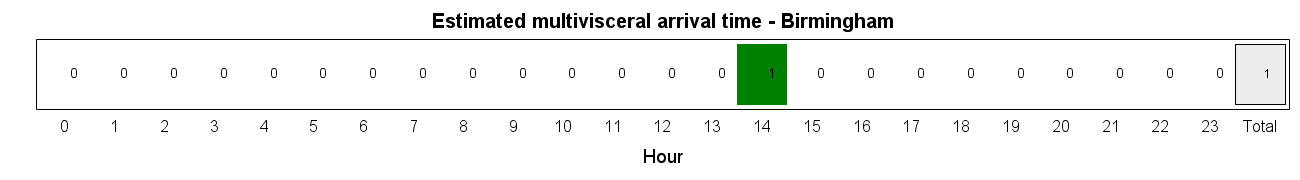 Estimated multivisceral arrival time - Birmingham
0 0 0 0 0 0 0 0 0 0 0 0 0 0 1 0 0 0 0 0 0 0 0 0 1
0 1 2 3 4 5 6 7 8 9 10 11 12 13 14 15 16 17 18 19 20 21 22 23 Total
Hour